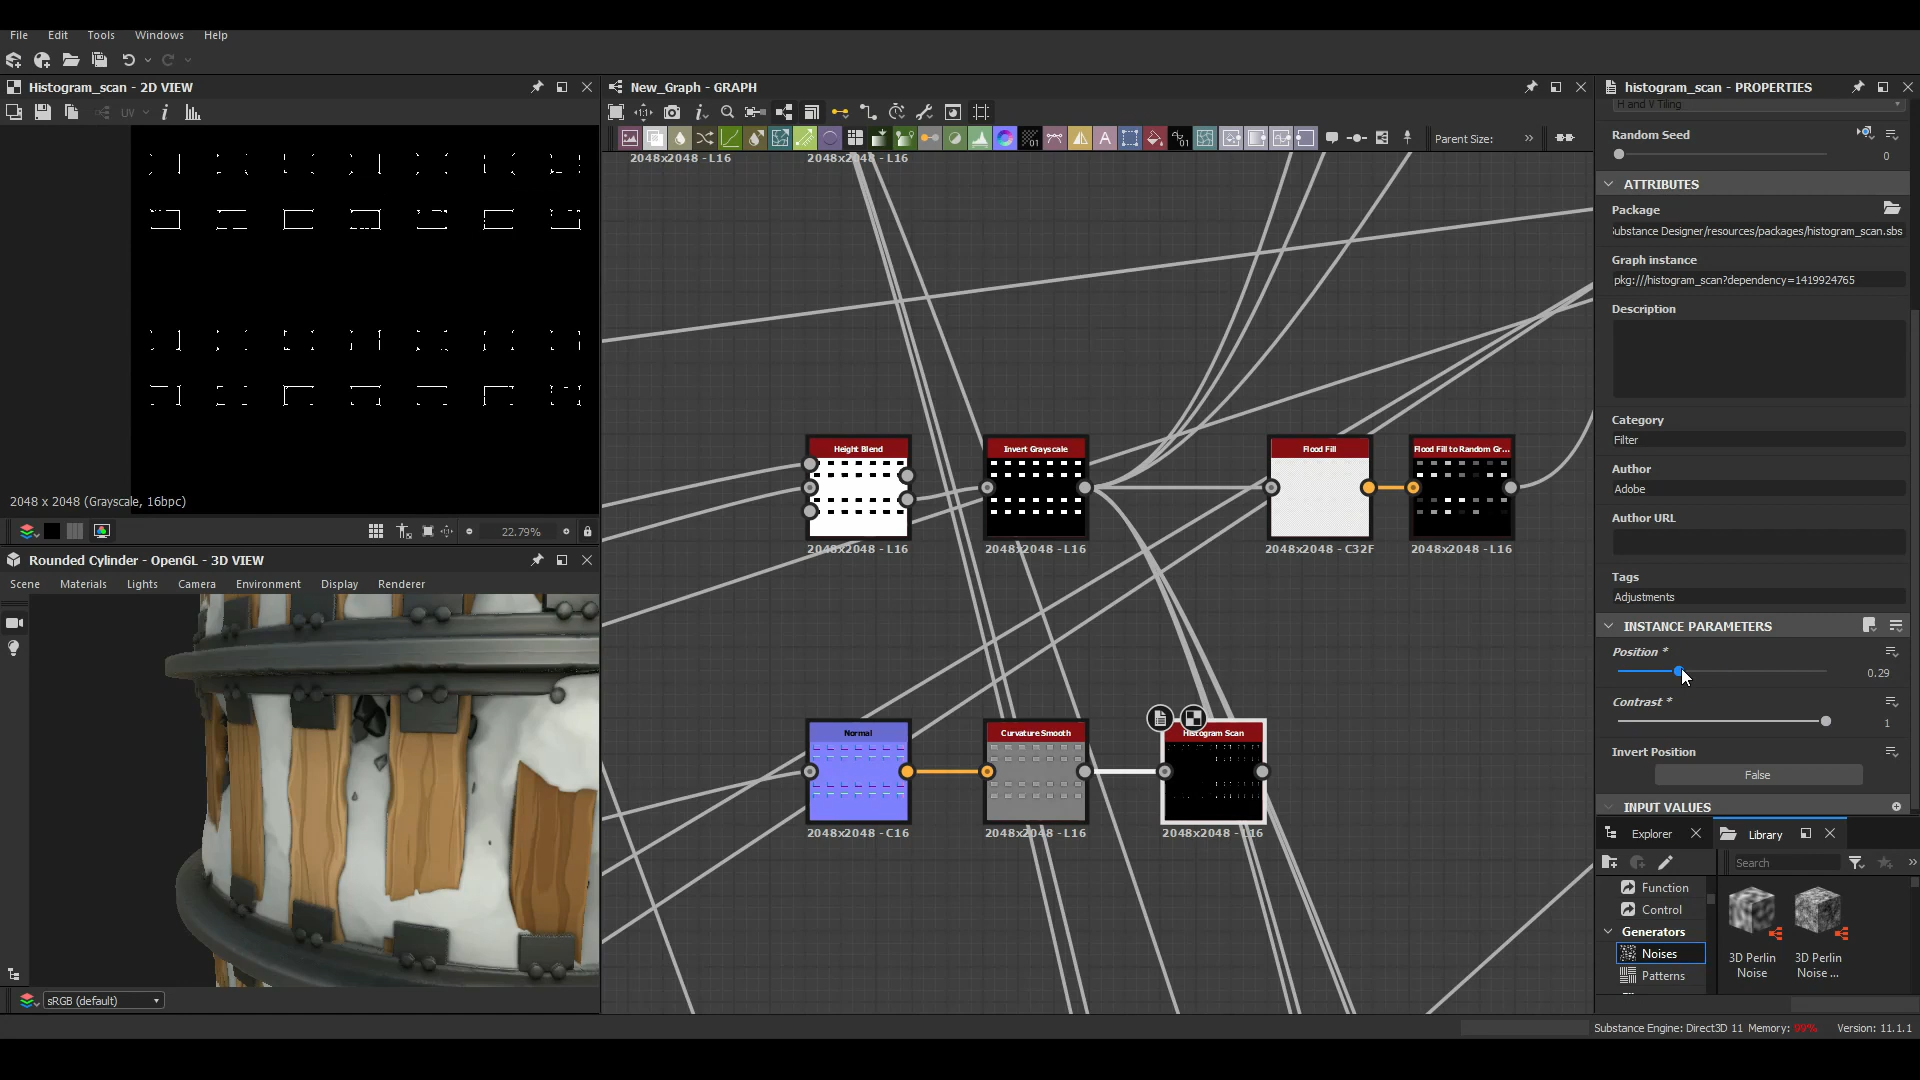 File Edit Tools Windows Help
Histogram_scan - 2D VIEW
UV
2048 x 2048 (Grayscale, 16bpc)
22.79%
Rounded Cylinder - OpenGL - 3D VIEW
Scene Materials Lights Camera Environment Display Renderer
sRGB (default)
New_Graph - GRAPH
Parent Size:
2048x2048 - L16
2048x2048 - L16
Height Blend
2048x2048 - L16
Invert Grayscale
2048x2048 - L16
Flood Fill
2048x2048 - C32F
Flood Fill to Random Gr...
2048x2048 - L16
Normal
2048x2048 - C16
Curvature Smooth
2048x2048 - L16
Histogram Scan
2048x2048 - L16
histogram_scan - PROPERTIES
H and V Tiling
Random Seed
0
ATTRIBUTES
Package
ubstance Designer/resources/packages/histogram_scan.sbs
Graph instance
pkg:///histogram_scan?dependency=1419924765
Description
Category
Filter
Author
Adobe
Author URL
Tags
Adjustments
INSTANCE PARAMETERS
Position *
0.29
Contrast *
1
Invert Position
False
INPUT VALUES
Explorer Library
Search
Function
Control
Generators
Noises
Patterns
3D Perlin
Noise
3D Perlin
Noise ...
Substance Engine: Direct3D 11 Memory: 99% Version: 11.1.1